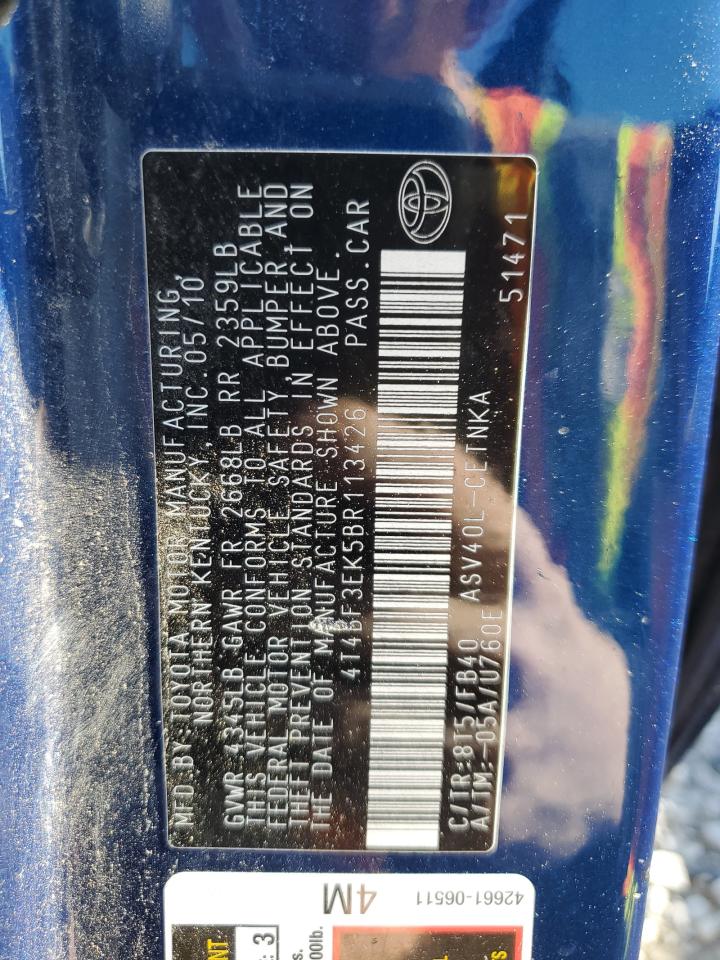 MFD.BY:TOYOTA MOTOR MANUFACTURING,
NORTHERN KENTUCKY, INC. 05/10
GVWR 4345LB GAWR FR 2668LB RR 2359LB
THIS VEHICLE CONFORMS TO ALL APPLICABLE
FEDERAL MOTOR VEHICLE SAFETY, BUMPER AND
THEFT PREVENTION STANDARDS IN EFFECT ON
THE DATE OF MANUFACTURE SHOWN ABOVE.
4T4BF3EK5BR113426 PASS.CAR
C/TR:8T5/FB40
A/TM:-05A/U760E ASV40L-CETNKA
51471
4M
42661-06511
3